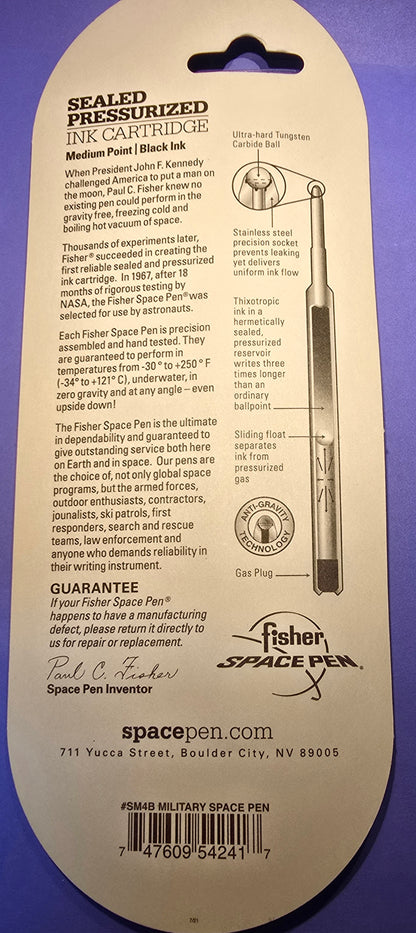 SEALED
PRESSURIZED
INK CARTRIDGE
Medium Point | Black Ink
When President John F. Kennedy
challenged America to put a man on
the moon, Paul C. Fisher knew no
existing pen could perform in the
gravity free, freezing cold and
boiling hot vacuum of space.
Thousands of experiments later,
Fisher® succeeded in creating the
first reliable sealed and pressurized
ink cartridge. In 1967, after 18
months of rigorous testing by
NASA, the Fisher Space Pen® was
selected for use by astronauts.
Each Fisher Space Pen is precision
assembled and hand tested. They
are guaranteed to perform in
temperatures from -30° to +250° F
(-34° to +121° C), underwater, in
zero gravity and at any angle – even
upside down!
The Fisher Space Pen is the ultimate
in dependability and guaranteed to
give outstanding service both here
on Earth and in space. Our pens are
the choice of, not only global space
programs, but the armed forces,
outdoor enthusiasts, contractors,
jounalists, ski patrols, first
responders, search and rescue
teams, law enforcement and
anyone who demands reliability in
their writing instrument.
GUARANTEE
If your Fisher Space Pen®
happens to have a manufacturing
defect, please return it directly to
us for repair or replacement.
Paul C. Fisher
Space Pen Inventor
Ultra-hard Tungsten
Carbide Ball
Stainless steel
precision socket
prevents leaking
yet delivers
uniform ink flow
Thixotropic
ink in a
hermetically
sealed,
pressurized
reservoir
writes three
times longer
than an
ordinary
ballpoint
Sliding float
separates
ink from
pressurized
gas
ANTI-GRAVITY
TECHNOLOGY
Gas Plug
fisher
SPACE PEN®
spacepen.com
711 Yucca Street, Boulder City, NV 89005
#SM4B MILITARY SPACE PEN
7 47609 54241 7